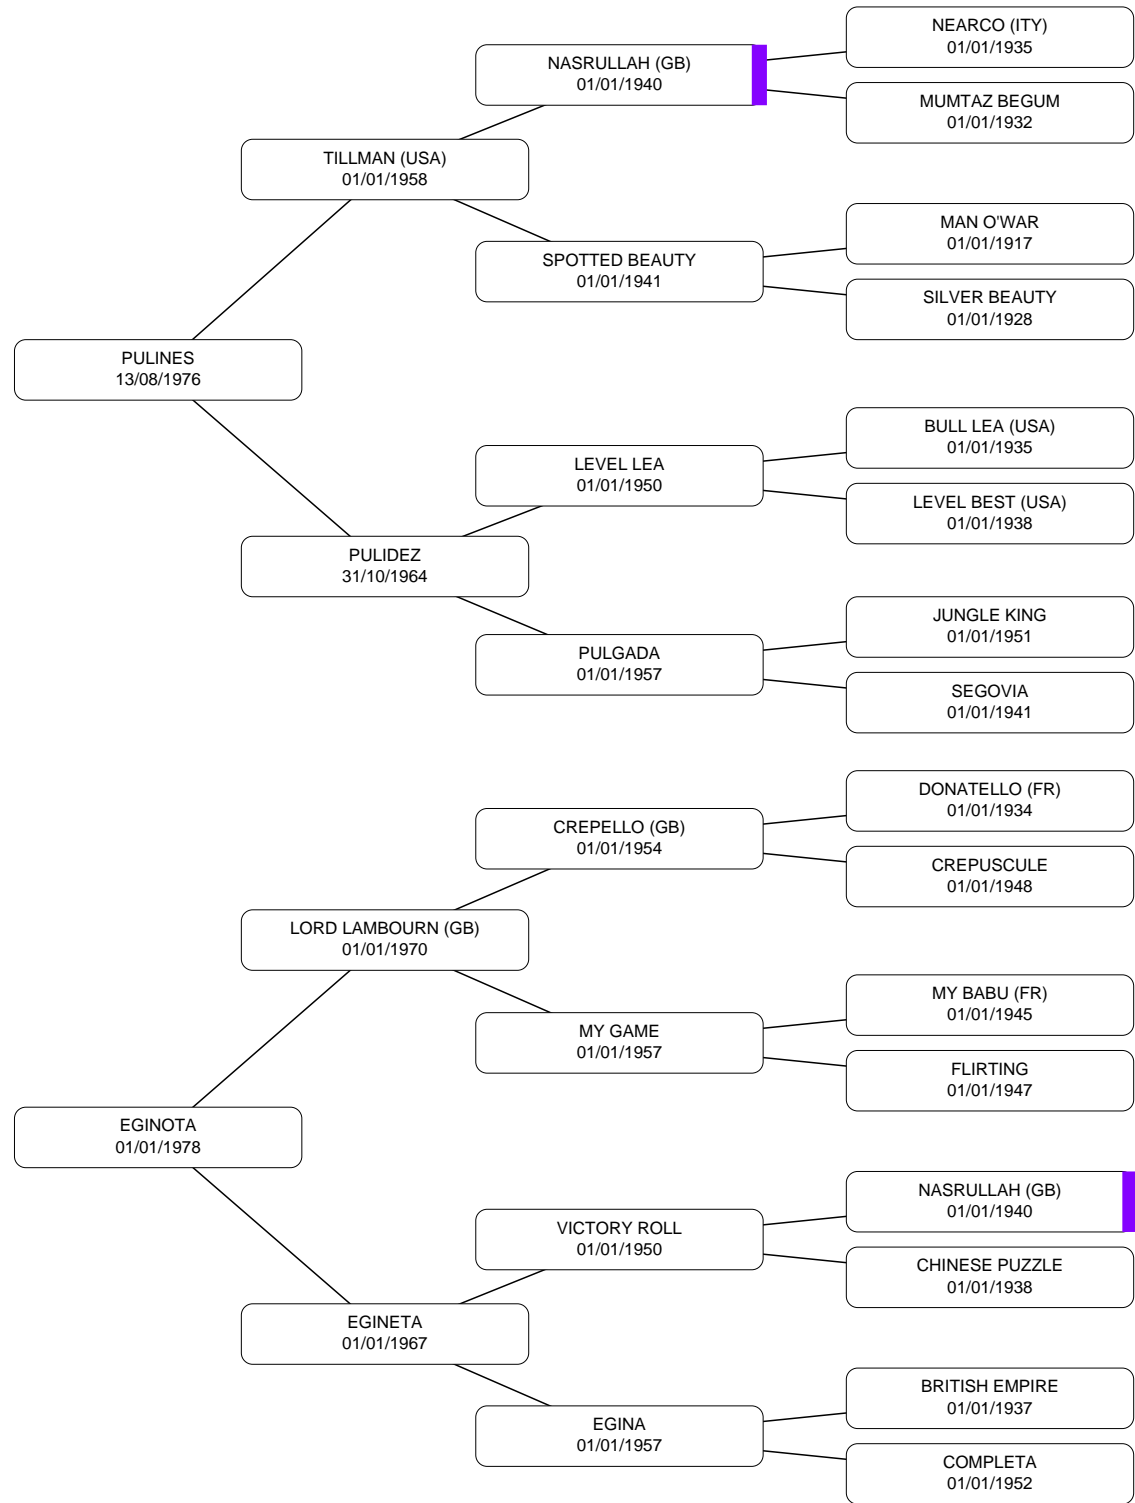 NEARCO (ITY)
01/01/1935
NASRULLAH (GB)
01/01/1940
MUMTAZ BEGUM
01/01/1932
TILLMAN (USA)
01/01/1958
MAN O'WAR
01/01/1917
SPOTTED BEAUTY
01/01/1941
SILVER BEAUTY
01/01/1928
PULINES
13/08/1976
BULL LEA (USA)
01/01/1935
LEVEL LEA
01/01/1950
LEVEL BEST (USA)
01/01/1938
PULIDEZ
31/10/1964
JUNGLE KING
01/01/1951
PULGADA
01/01/1957
SEGOVIA
01/01/1941
DONATELLO (FR)
01/01/1934
CREPELLO (GB)
01/01/1954
CREPUSCULE
01/01/1948
LORD LAMBOURN (GB)
01/01/1970
MY BABU (FR)
01/01/1945
MY GAME
01/01/1957
FLIRTING
01/01/1947
EGINOTA
01/01/1978
NASRULLAH (GB)
01/01/1940
VICTORY ROLL
01/01/1950
CHINESE PUZZLE
01/01/1938
EGINETA
01/01/1967
BRITISH EMPIRE
01/01/1937
EGINA
01/01/1957
COMPLETA
01/01/1952